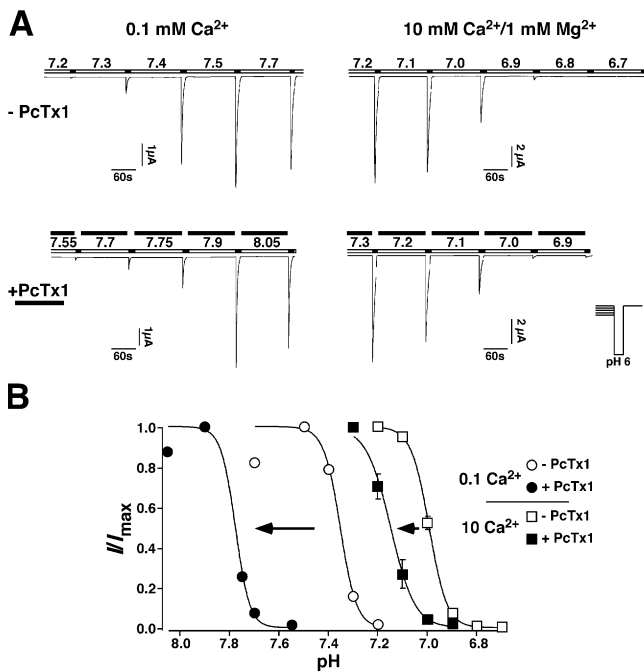 A
0.1 mM Ca2+
10 mM Ca2+/1 mM Mg2+
7.2 7.3 7.4 7.5 7.7
7.2 7.1 7.0 6.9 6.8 6.7
- PcTx1
1µA
60s
2 µA
60s
7.55 7.7 7.75 7.9 8.05
7.3 7.2 7.1 7.0 6.9
+PcTx1
1µA
60s
2 µA
60s
pH 6
B
1.0
0.8
0.6
0.4
0.2
0.0
I/Imax
8.0 7.8 7.6 7.4 7.2 7.0 6.8
pH
0.1 Ca2+
- PcTx1
+ PcTx1
10 Ca2+
- PcTx1
+ PcTx1